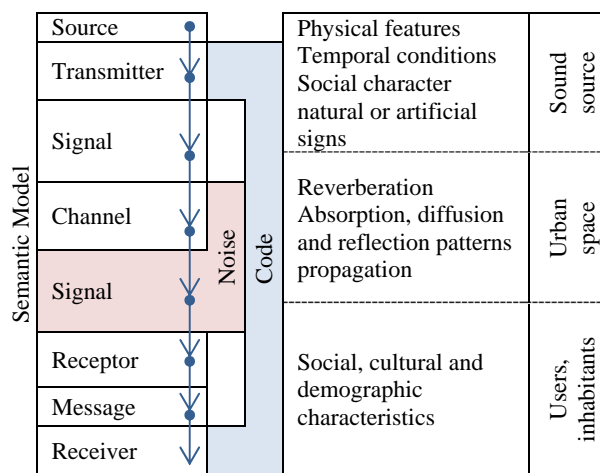 Semantic Model
Source
Transmitter
Signal
Channel
Signal
Receptor
Message
Receiver
Noise
Code
Physical features
Temporal conditions
Social character
natural or artificial
signs
Reverberation
Absorption, diffusion
and reflection patterns
propagation
Social, cultural and
demographic
characteristics
Sound
source
Urban
space
Users,
inhabitants